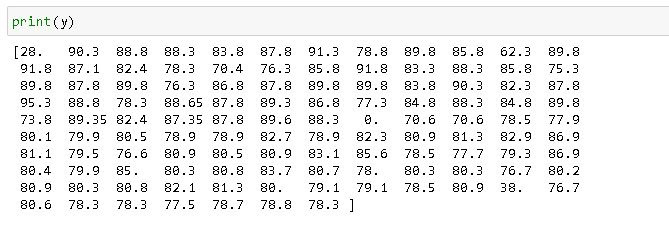 print(y)
[28. 90.3 88.8 88.3 83.8 87.8 91.3 78.8 89.8 85.8 62.3 89.8
91.8 87.1 82.4 78.3 70.4 76.3 85.8 91.8 83.3 88.3 85.8 75.3
89.8 87.8 89.8 76.3 86.8 87.8 89.8 89.8 83.8 90.3 82.3 87.8
95.3 88.8 78.3 88.65 87.8 89.3 86.8 77.3 84.8 88.3 84.8 89.8
73.8 89.35 82.4 87.35 87.8 89.6 88.3 0. 70.6 70.6 78.5 77.9
80.1 79.9 80.5 78.9 78.9 82.7 78.9 82.3 80.9 81.3 82.9 86.9
81.1 79.5 76.6 80.9 80.5 80.9 83.1 85.6 78.5 77.7 79.3 86.9
80.4 79.9 85. 80.3 80.8 83.7 80.7 78. 80.3 80.3 76.7 80.2
80.9 80.3 80.8 82.1 81.3 80. 79.1 79.1 78.5 80.9 38. 76.7
80.6 78.3 78.3 77.5 78.7 78.8 78.3 ]